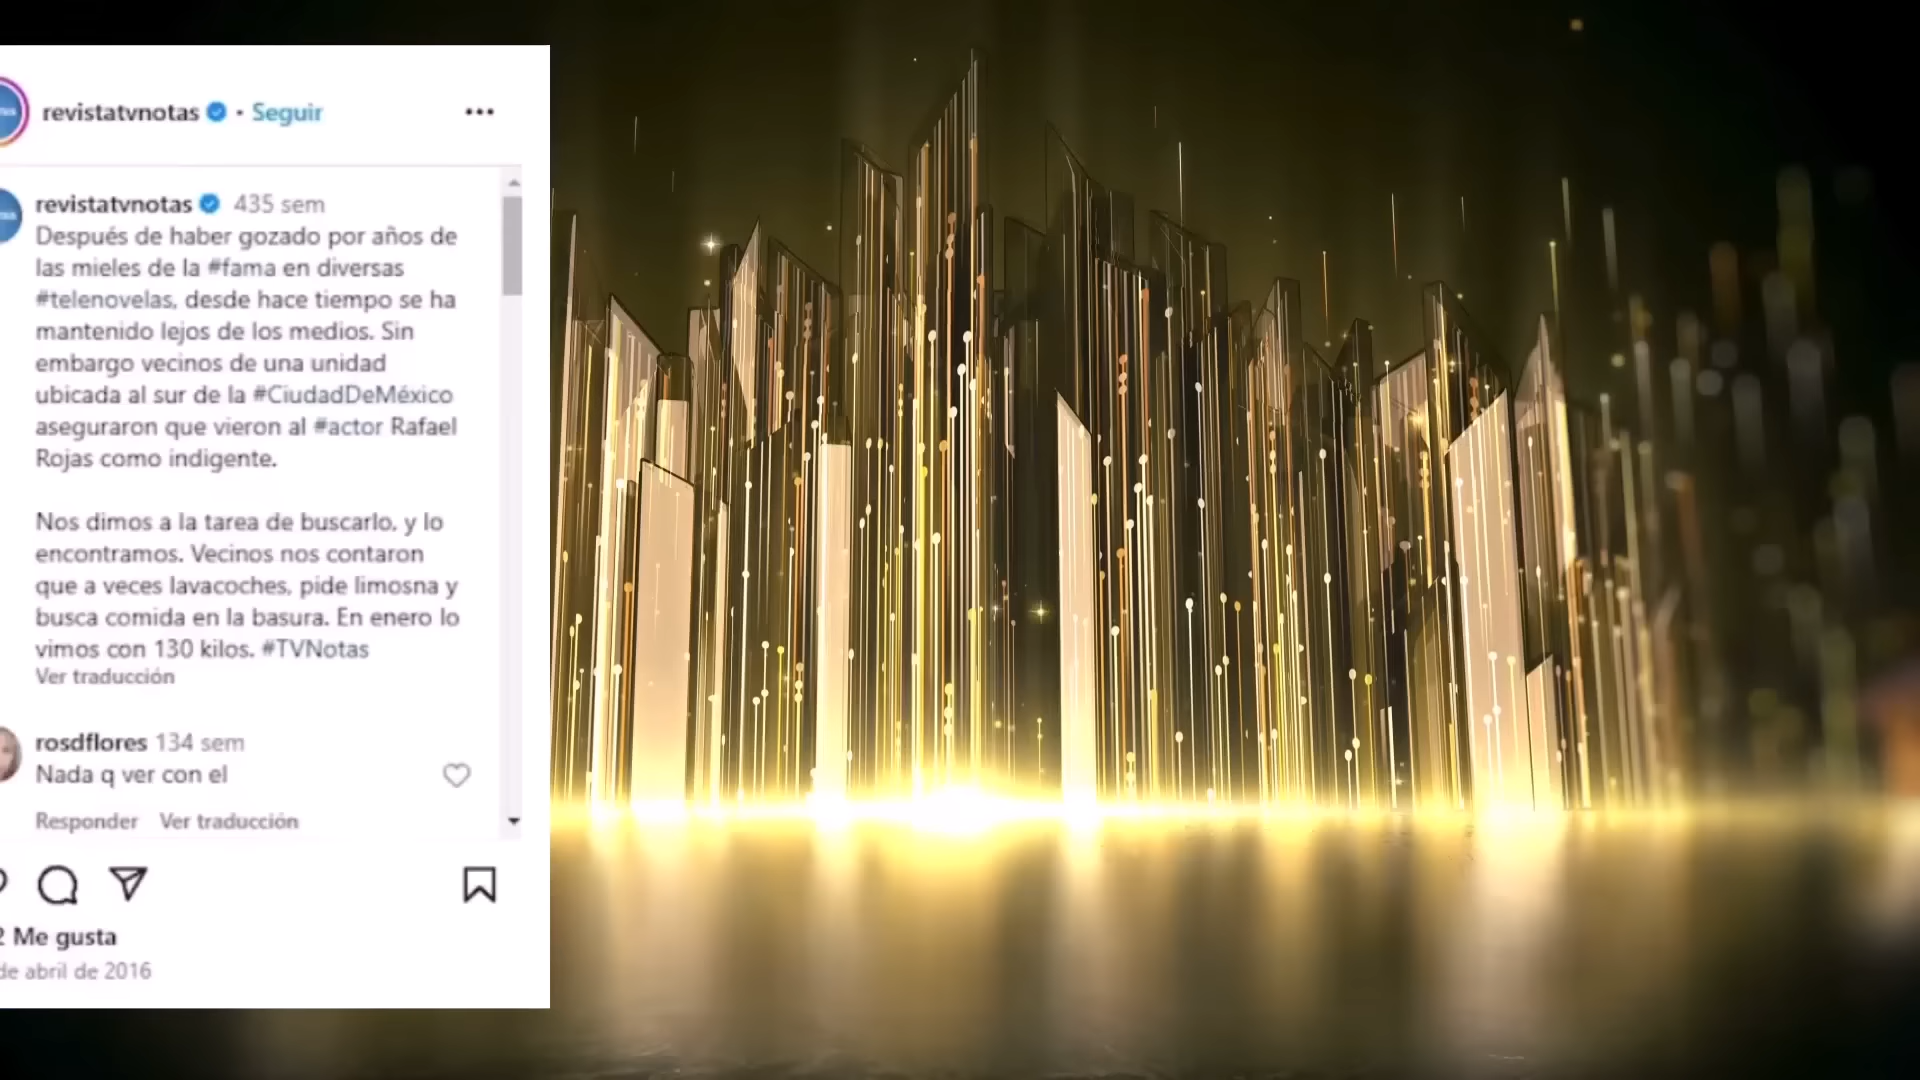 revistatvnotas • Seguir
revistatvnotas 435 sem
Después de haber gozado por años de
las mieles de la #fama en diversas
#telenovelas, desde hace tiempo se ha
mantenido lejos de los medios. Sin
embargo vecinos de una unidad
ubicada al sur de la #CiudadDeMéxico
aseguraron que vieron al #actor Rafael
Rojas como indigente.
Nos dimos a la tarea de buscarlo, y lo
encontramos. Vecinos nos contaron
que a veces lavacoches, pide limosna y
busca comida en la basura. En enero lo
vimos con 130 kilos. #TVNotas
Ver traducción
rosdflores 134 sem
Nada q ver con el
Responder Ver traducción
2 Me gusta
de abril de 2016